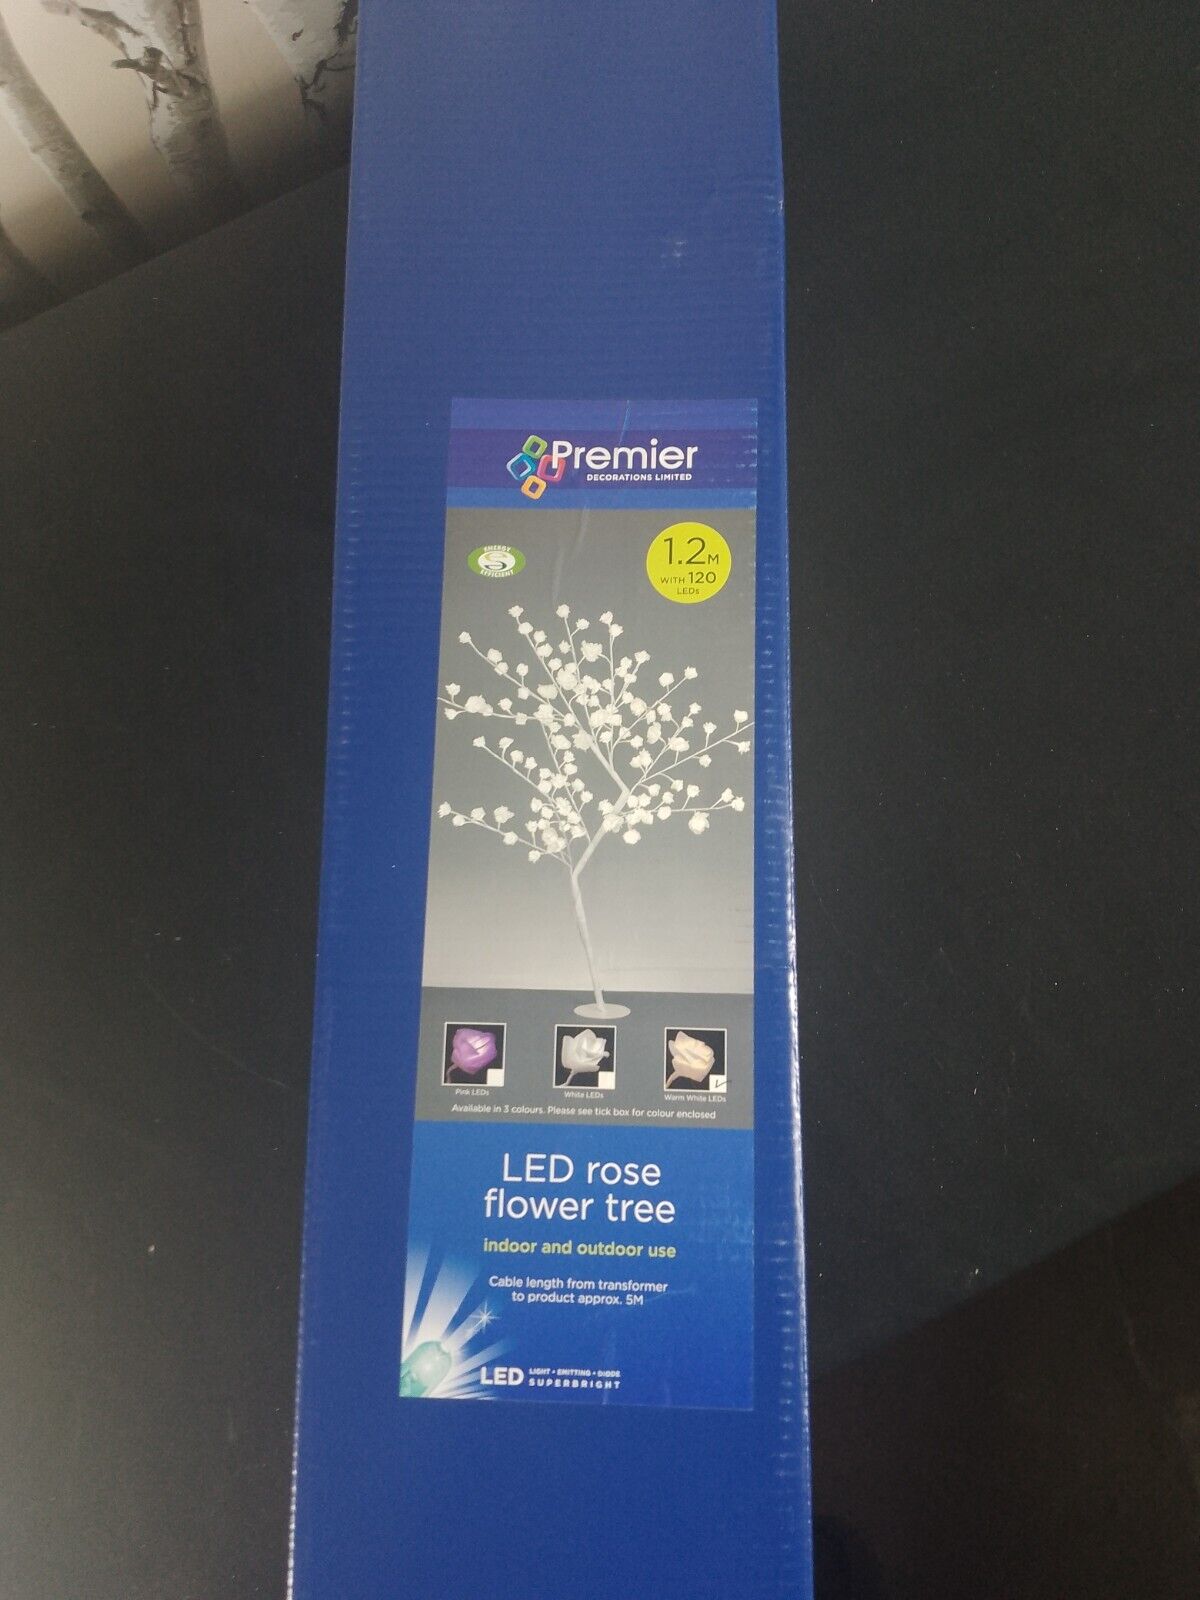 Premier
DECORATIONS LIMITED
ENERGY
S
EFFICIENT
1.2M
WITH 120
LEDs
Pink LEDs
White LEDs
Warm White LEDs
Available in 3 colours. Please see tick box for colour enclosed
LED rose
flower tree
indoor and outdoor use
Cable length from transformer
to product approx. 5M
LED LIGHT • EMITTING • DIODE
SUPERBRIGHT